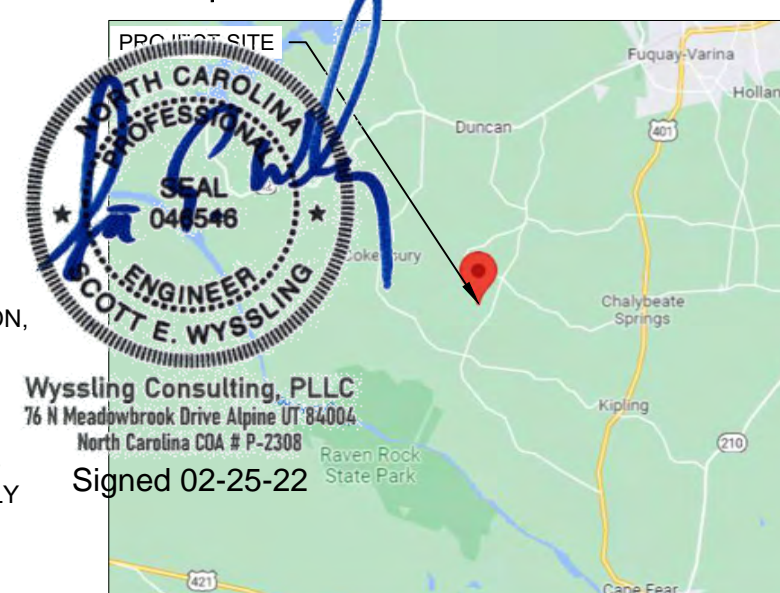 PROJECT SITE
Fuquay-Varina
Holland
Duncan
401
NORTH CAROLINA
PROFESSIONAL
SEAL
046546
ENGINEER
SCOTT E. WYSSLING
Cokesbury
ON,
Chalybeate
Springs
Wyssling Consulting, PLLC
76 N Meadowbrook Drive Alpine UT 84004
North Carolina COA # P-2308
Kipling
210
Raven Rock
State Park
Signed 02-25-22
LY
421
Cape Fear